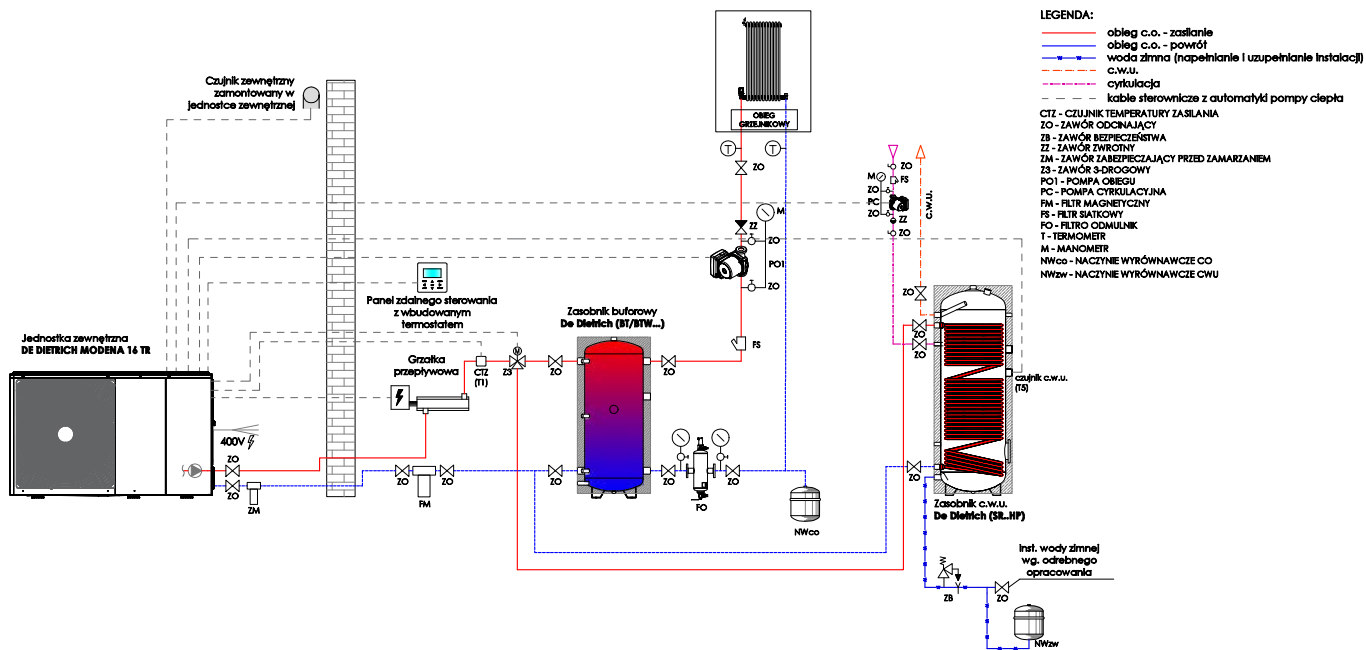 LEGENDA:
obieg c.o. - zasilanie
obieg c.o. - powrót
woda zimna (napełnianie i uzupełnianie instalacji)
c.w.u.
cyrkulacja
kable sterownicze z automatyki pompy ciepła
CTZ - CZUJNIK TEMPERATURY ZASILANIA
ZO - ZAWÓR ODCINAJĄCY
ZB - ZAWÓR BEZPIECZEŃSTWA
ZZ - ZAWÓR ZWROTNY
ZM - ZAWÓR ZABEZPIECZAJĄCY PRZED ZAMARZANIEM
Z3 - ZAWÓR 3-DROGOWY
PO1 - POMPA OBIEGU
PC - POMPA CYRKULACYJNA
FM - FILTR MAGNETYCZNY
FS - FILTR SIATKOWY
FO - FILTRO ODMULNIK
T - TERMOMETR
M - MANOMETR
NWco - NACZYNIE WYRÓWNAWCZE CO
NWzw - NACZYNIE WYRÓWNAWCZE CWU
Czujnik zewnętrzny
zamontowany w
jednostce zewnętrznej
OBIEG
GRZEJNIKOWY
T
T
ZO
ZZ
M
ZO
PO1
ZO
FS
ZO
FS
M
ZO
PC
ZO
ZZ
ZO
c.w.u.
ZO
ZO
ZO
czujnik c.w.u.
(T5)
ZO
Zasobnik c.w.u.
De Dietrich (SR..HP)
Panel zdalnego sterowania
z wbudowanym
termostatem
Zasobnik buforowy
De Dietrich (BT/BTW...)
Jednostka zewnętrzna
DE DIETRICH MODENA 16 TR
Grzałka
przepływowa
CTZ
(T1)
M
Z3
ZO
ZO
400V
ZO
ZO
ZM
ZO
FM
ZO
ZO
ZO
FO
ZO
NWco
Inst. wody zimnej
wg. odrebnego
opracowania
ZB
ZO
NWzw